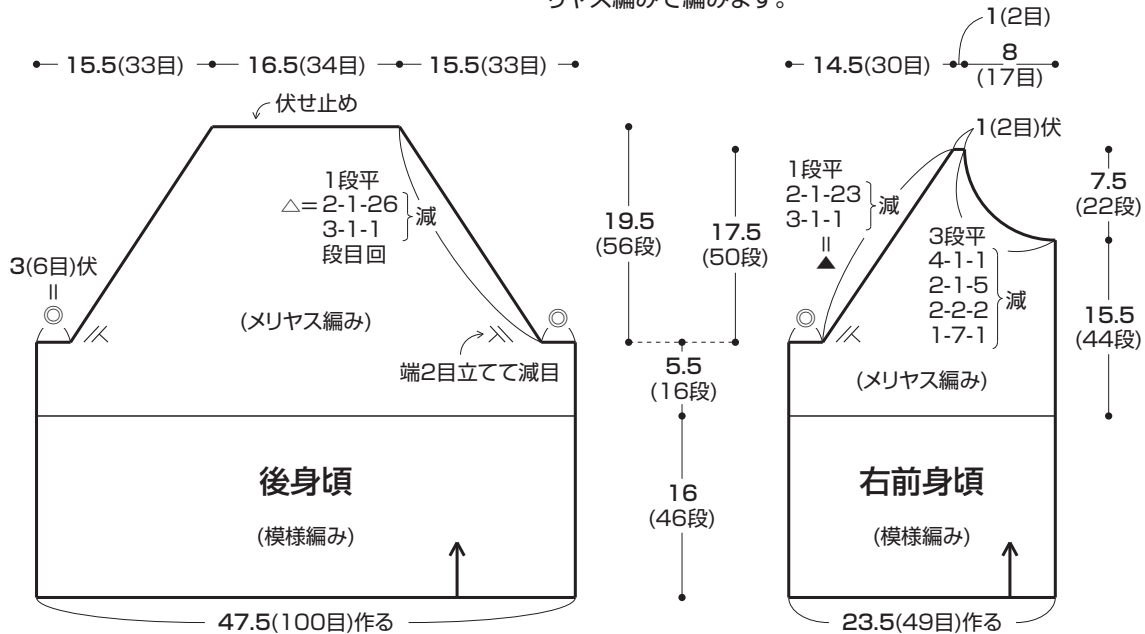 リヤス編みで編みます。
15.5(33目) 16.5(34目) 15.5(33目)
伏せ止め
1段平
△=2-1-26
3-1-1
段目回
減
3(6目)伏
=
◎
◎
(メリヤス編み)
端2目立てて減目
後身頃
(模様編み)
47.5(100目)作る
19.5
(56段)
17.5
(50段)
5.5
(16段)
16
(46段)
1(2目)
14.5(30目)
8
(17目)
1(2目)伏
1段平
2-1-23
3-1-1
減
=
▲
◎
3段平
4-1-1
2-1-5
2-2-2
1-7-1
減
(メリヤス編み)
7.5
(22段)
15.5
(44段)
右前身頃
(模様編み)
23.5(49目)作る